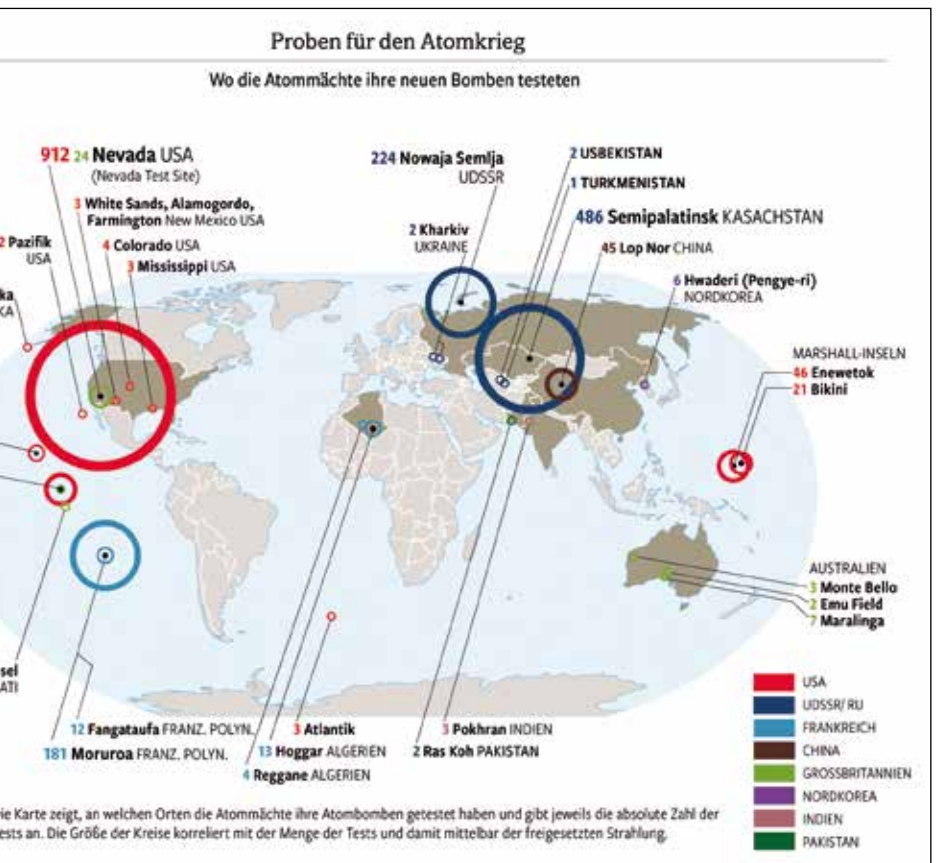 Proben für den Atomkrieg
Wo die Atommächte ihre neuen Bomben testeten
912 24 Nevada USA
(Nevada Test Site)
3 White Sands, Alamogordo,
Farmington New Mexico USA
2 Pazifik
USA
4 Colorado USA
3 Mississippi USA
ka
KA
224 Nowaja Semlja
UDSSR
2 Kharkiv
UKRAINE
2 USBEKISTAN
1 TURKMENISTAN
486 Semipalatinsk KASACHSTAN
45 Lop Nor CHINA
6 Hwaderi (Pengye-ri)
NORDKOREA
MARSHALL-INSELN
46 Enewetok
21 Bikini
AUSTRALIEN
3 Monte Bello
2 Emu Field
7 Maralinga
sel
ATI
12 Fangataufa FRANZ. POLYN.
181 Moruroa FRANZ. POLYN.
3 Atlantik
13 Hoggar ALGERIEN
4 Reggane ALGERIEN
3 Pokhran INDIEN
2 Ras Koh PAKISTAN
USA
UDSSR/ RU
FRANKREICH
CHINA
GROSSBRITANNIEN
NORDKOREA
INDIEN
PAKISTAN
ie Karte zeigt, an welchen Orten die Atommächte ihre Atombomben getestet haben und gibt jeweils die absolute Zahl der
ests an. Die Größe der Kreise korreliert mit der Menge der Tests und damit mittelbar der freigesetzten Strahlung.